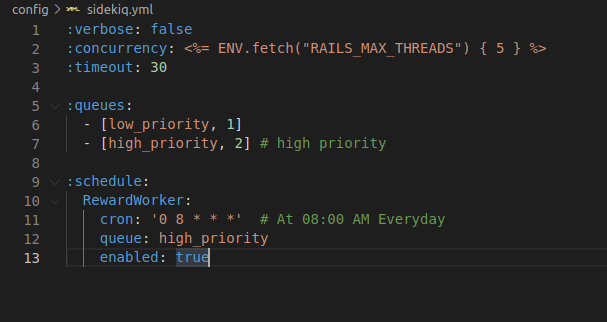 config > YML sidekiq.yml
1 :verbose: false
2 :concurrency: <%= ENV.fetch("RAILS_MAX_THREADS") { 5 } %>
3 :timeout: 30
4
5 :queues:
6 - [low_priority, 1]
7 - [high_priority, 2] # high priority
8
9 :schedule:
10 RewardWorker:
11 cron: '0 8 * * *' # At 08:00 AM Everyday
12 queue: high_priority
13 enabled: true